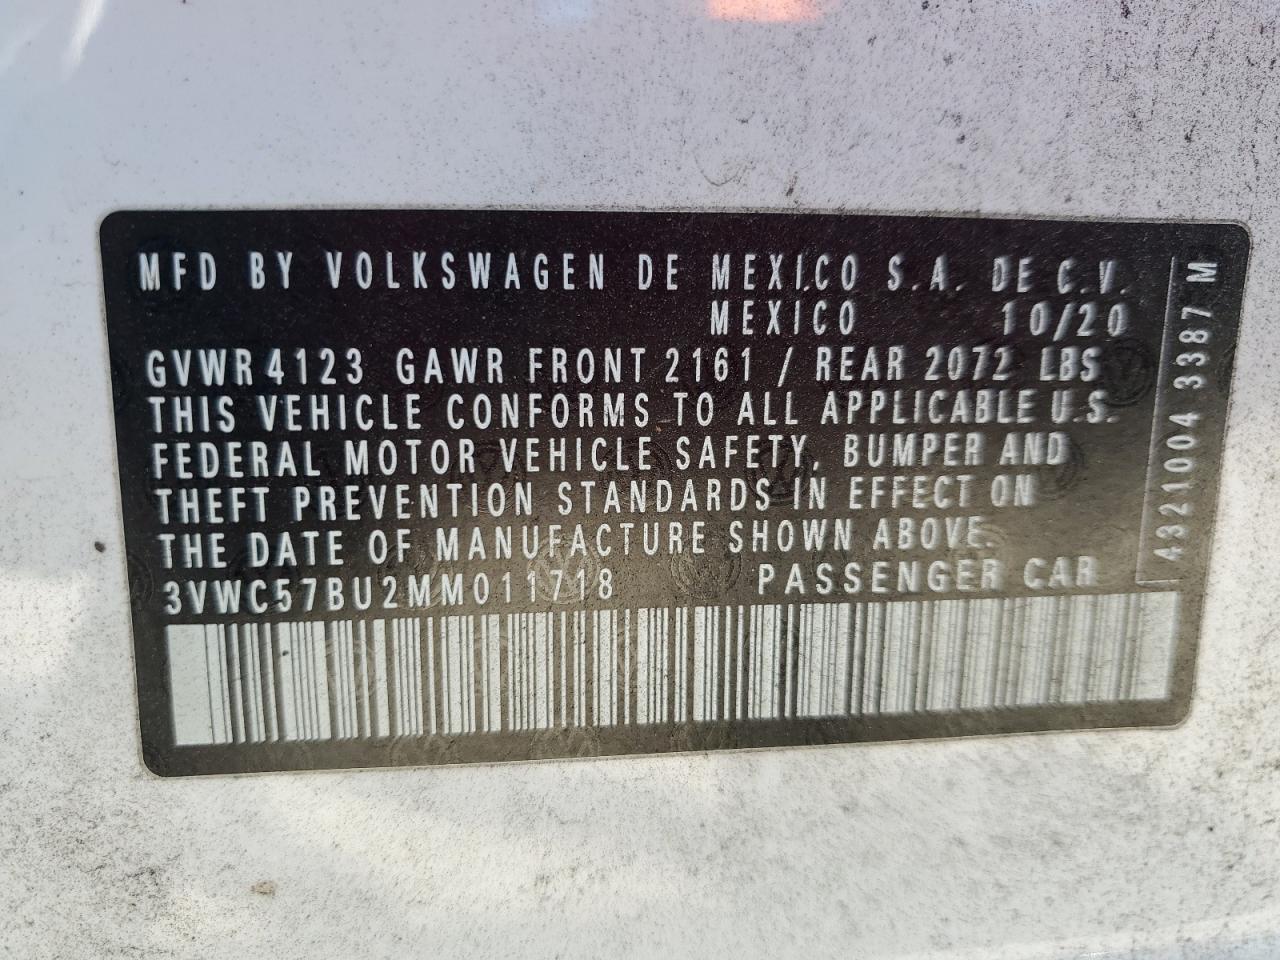 MFD BY VOLKSWAGEN DE MEXICO S.A. DE C.V.
MEXICO 10/20
GVWR 4123 GAWR FRONT 2161 / REAR 2072 LBS
THIS VEHICLE CONFORMS TO ALL APPLICABLE U.S.
FEDERAL MOTOR VEHICLE SAFETY, BUMPER AND
THEFT PREVENTION STANDARDS IN EFFECT ON
THE DATE OF MANUFACTURE SHOWN ABOVE.
3VWC57BU2MM011718 PASSENGER CAR
4321004 3387 M